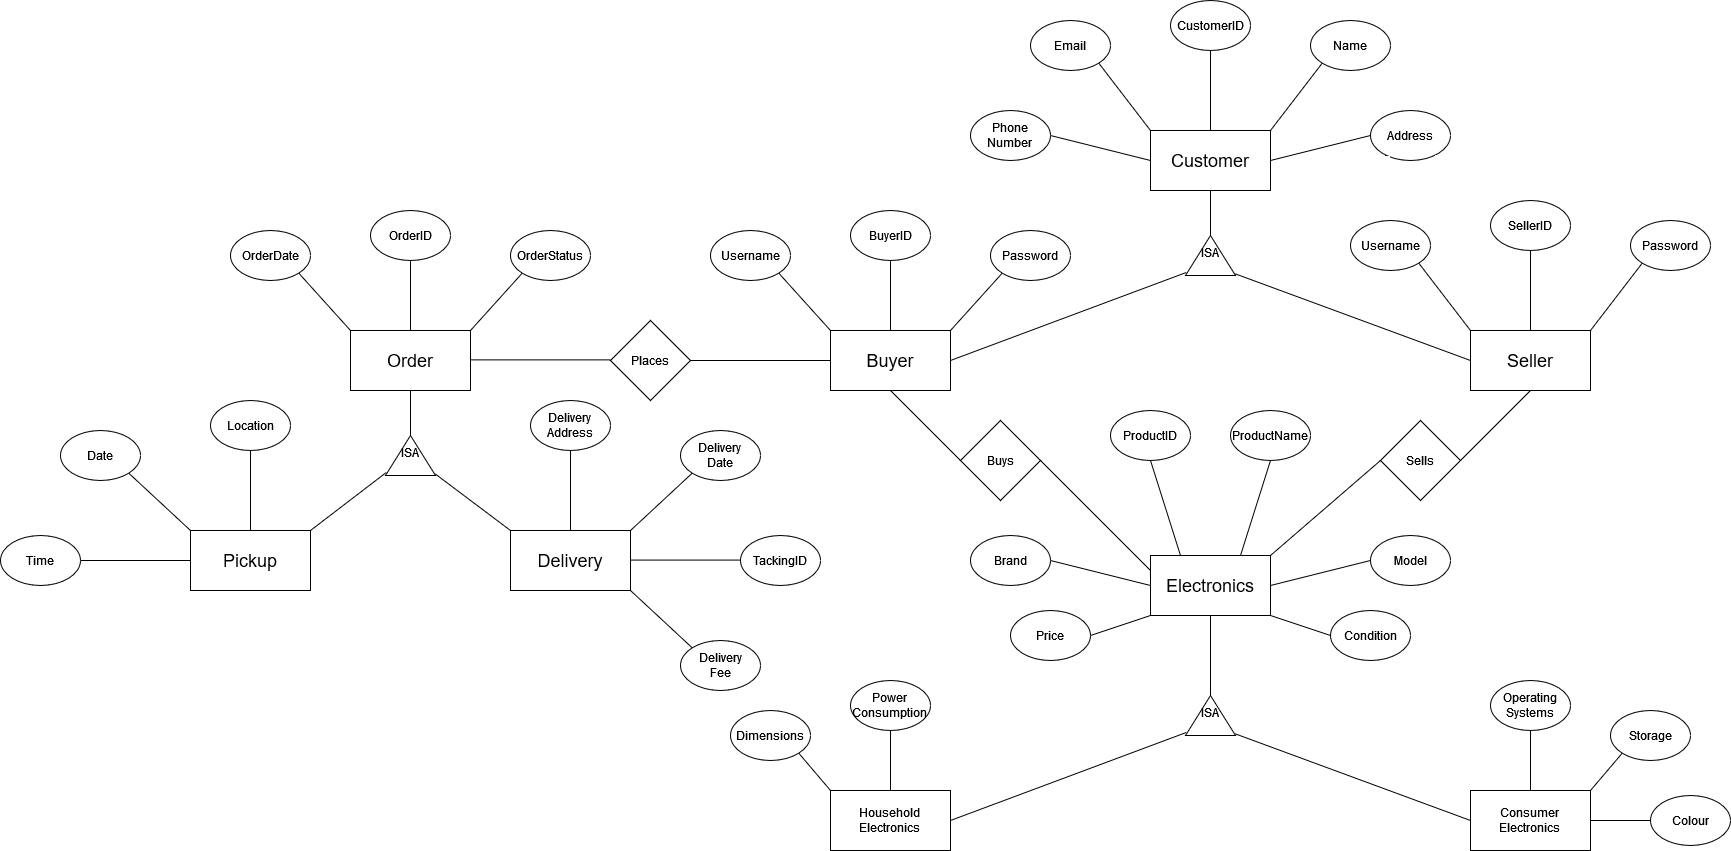 CustomerID
Email
Name
Phone
Number
Address
Customer
OrderDate
OrderID
OrderStatus
Username
BuyerID
Password
ISA
Username
SellerID
Password
Order
Places
Buyer
Seller
Date
Location
ISA
Delivery
Address
Delivery
Date
Buys
ProductID
ProductName
Sells
Time
Pickup
Delivery
TackingID
Brand
Electronics
Model
Price
Condition
Delivery
Fee
Dimensions
Power
Consumption
ISA
Operating
Systems
Storage
Household
Electronics
Consumer
Electronics
Colour